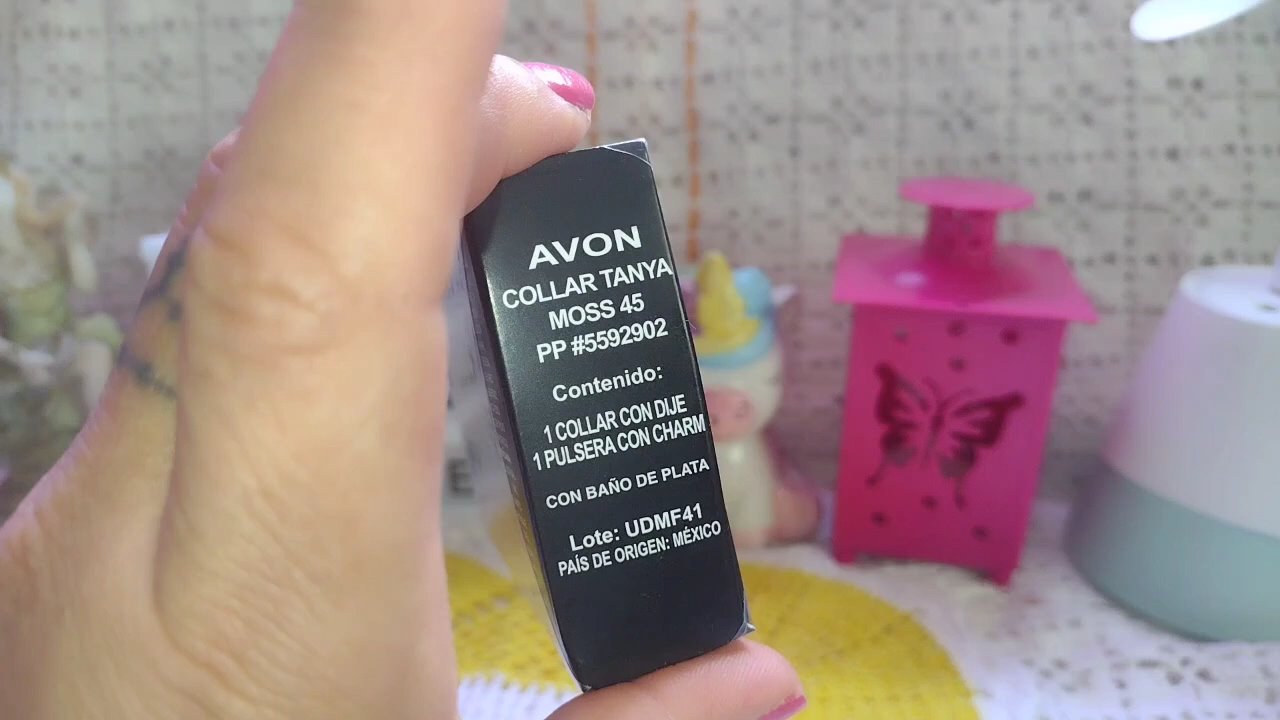 AVON
COLLAR TANYA
MOSS 45
PP #5592902
Contenido:
1 COLLAR CON DIJE
1 PULSERA CON CHARM
CON BAÑO DE PLATA
Lote: UDMF41
PAÍS DE ORIGEN: MÉXICO